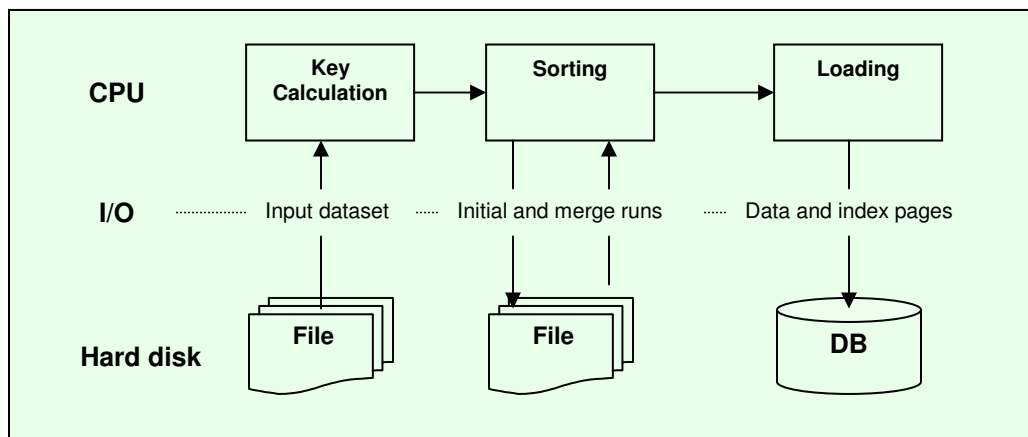 CPU
Key
Calculation
Sorting
Loading
I/O
Input dataset
Initial and merge runs
Data and index pages
Hard disk
File
File
DB